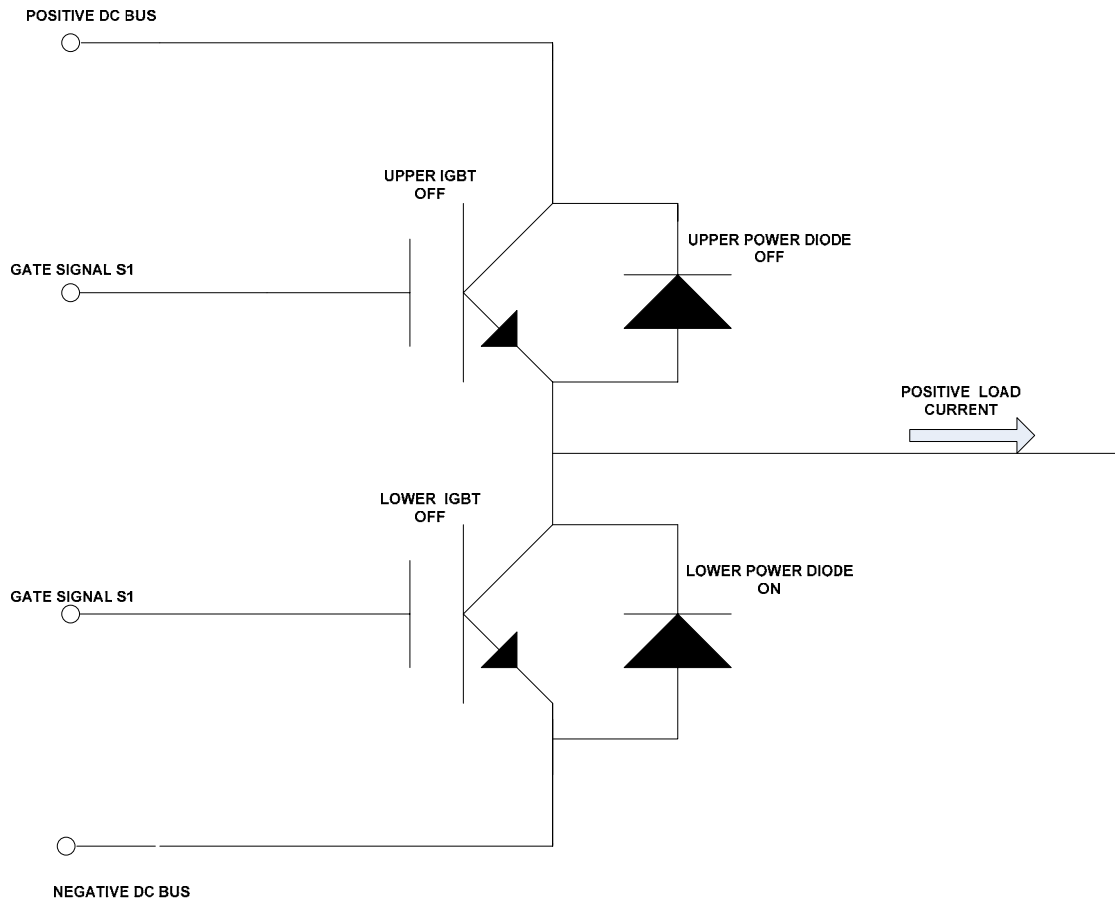 POSITIVE DC BUS
UPPER IGBT
OFF
UPPER POWER DIODE
OFF
GATE SIGNAL S1
POSITIVE LOAD
CURRENT
LOWER IGBT
OFF
LOWER POWER DIODE
ON
GATE SIGNAL S1
NEGATIVE DC BUS